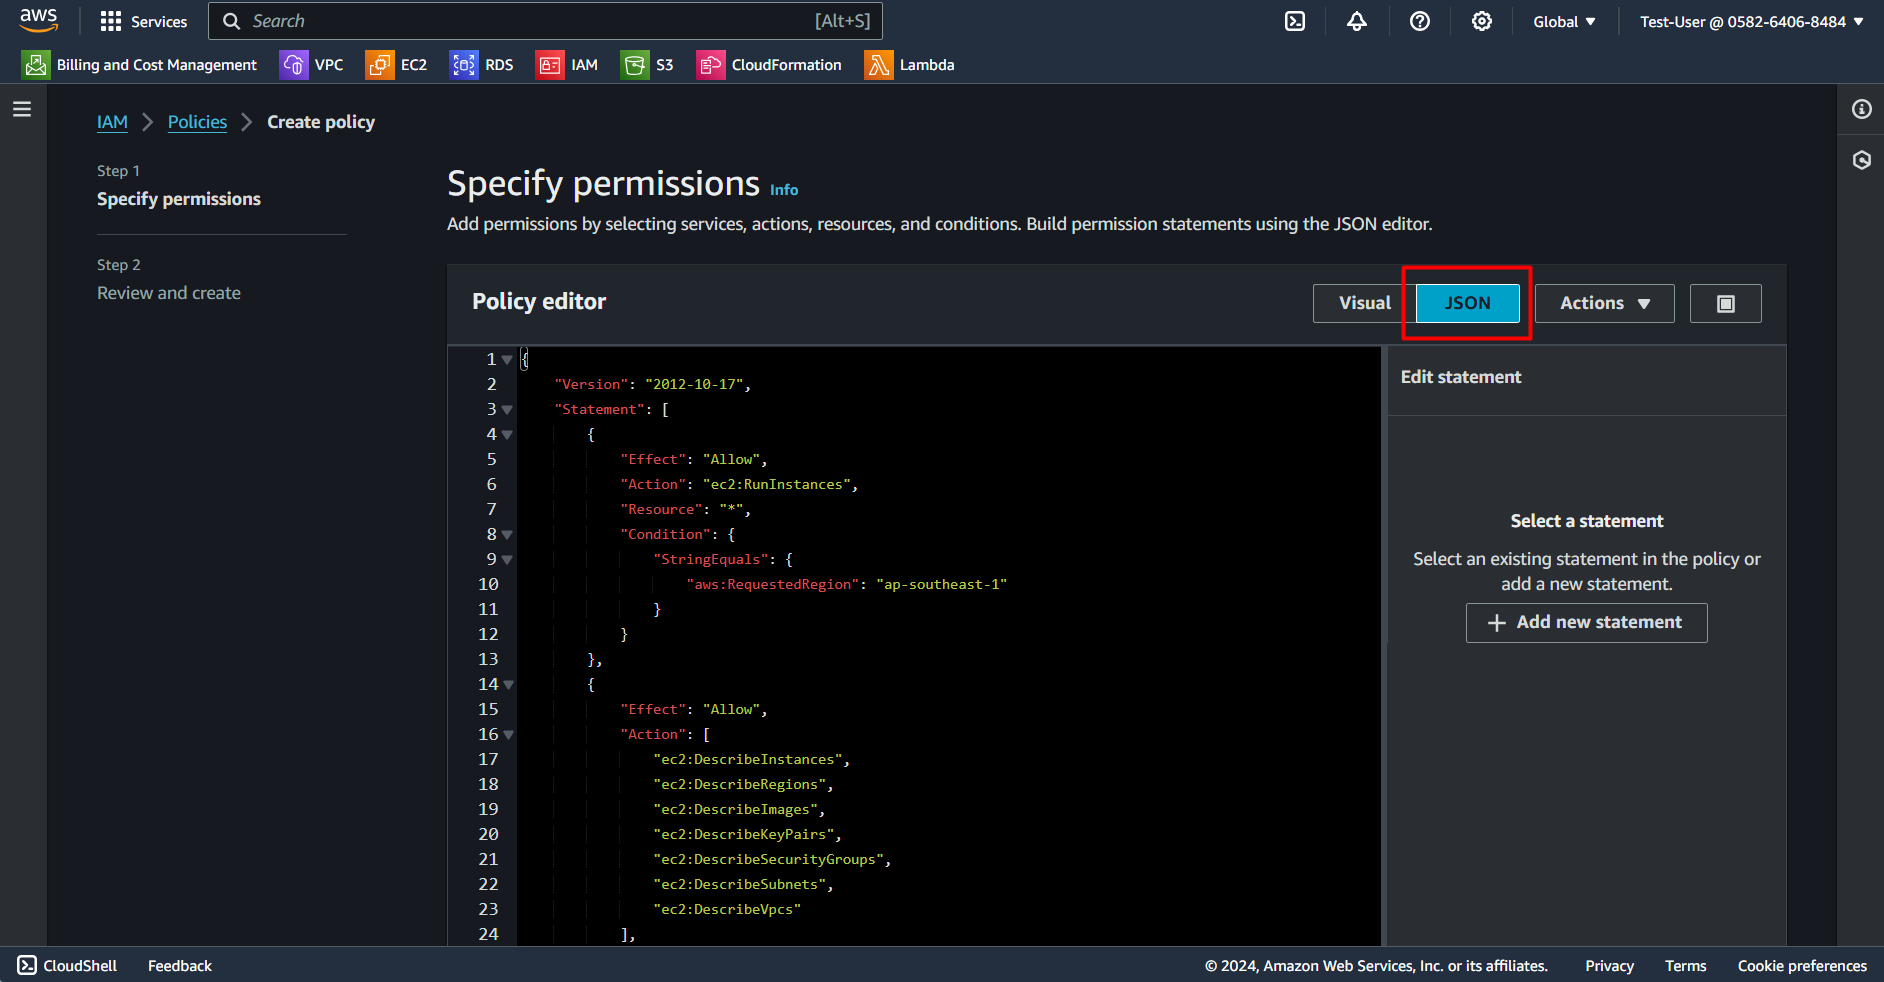 aws
Services
Search
[Alt+S]
Global
Test-User @ 0582-6406-8484
Billing and Cost Management
VPC
EC2
RDS
IAM
S3
CloudFormation
Lambda
IAM
Policies
Create policy
Step 1
Specify permissions
Step 2
Review and create
Specify permissions Info
Add permissions by selecting services, actions, resources, and conditions. Build permission statements using the JSON editor.
Policy editor
Visual
JSON
Actions
1 {
2 "Version": "2012-10-17",
3 "Statement": [
4 {
5 "Effect": "Allow",
6 "Action": "ec2:RunInstances",
7 "Resource": "*",
8 "Condition": {
9 "StringEquals": {
10 "aws:RequestedRegion": "ap-southeast-1"
11 }
12 }
13 },
14 {
15 "Effect": "Allow",
16 "Action": [
17 "ec2:DescribeInstances",
18 "ec2:DescribeRegions",
19 "ec2:DescribeImages",
20 "ec2:DescribeKeyPairs",
21 "ec2:DescribeSecurityGroups",
22 "ec2:DescribeSubnets",
23 "ec2:DescribeVpcs"
24 ],
Edit statement
Select a statement
Select an existing statement in the policy or
add a new statement.
Add new statement
CloudShell
Feedback
© 2024, Amazon Web Services, Inc. or its affiliates.
Privacy
Terms
Cookie preferences